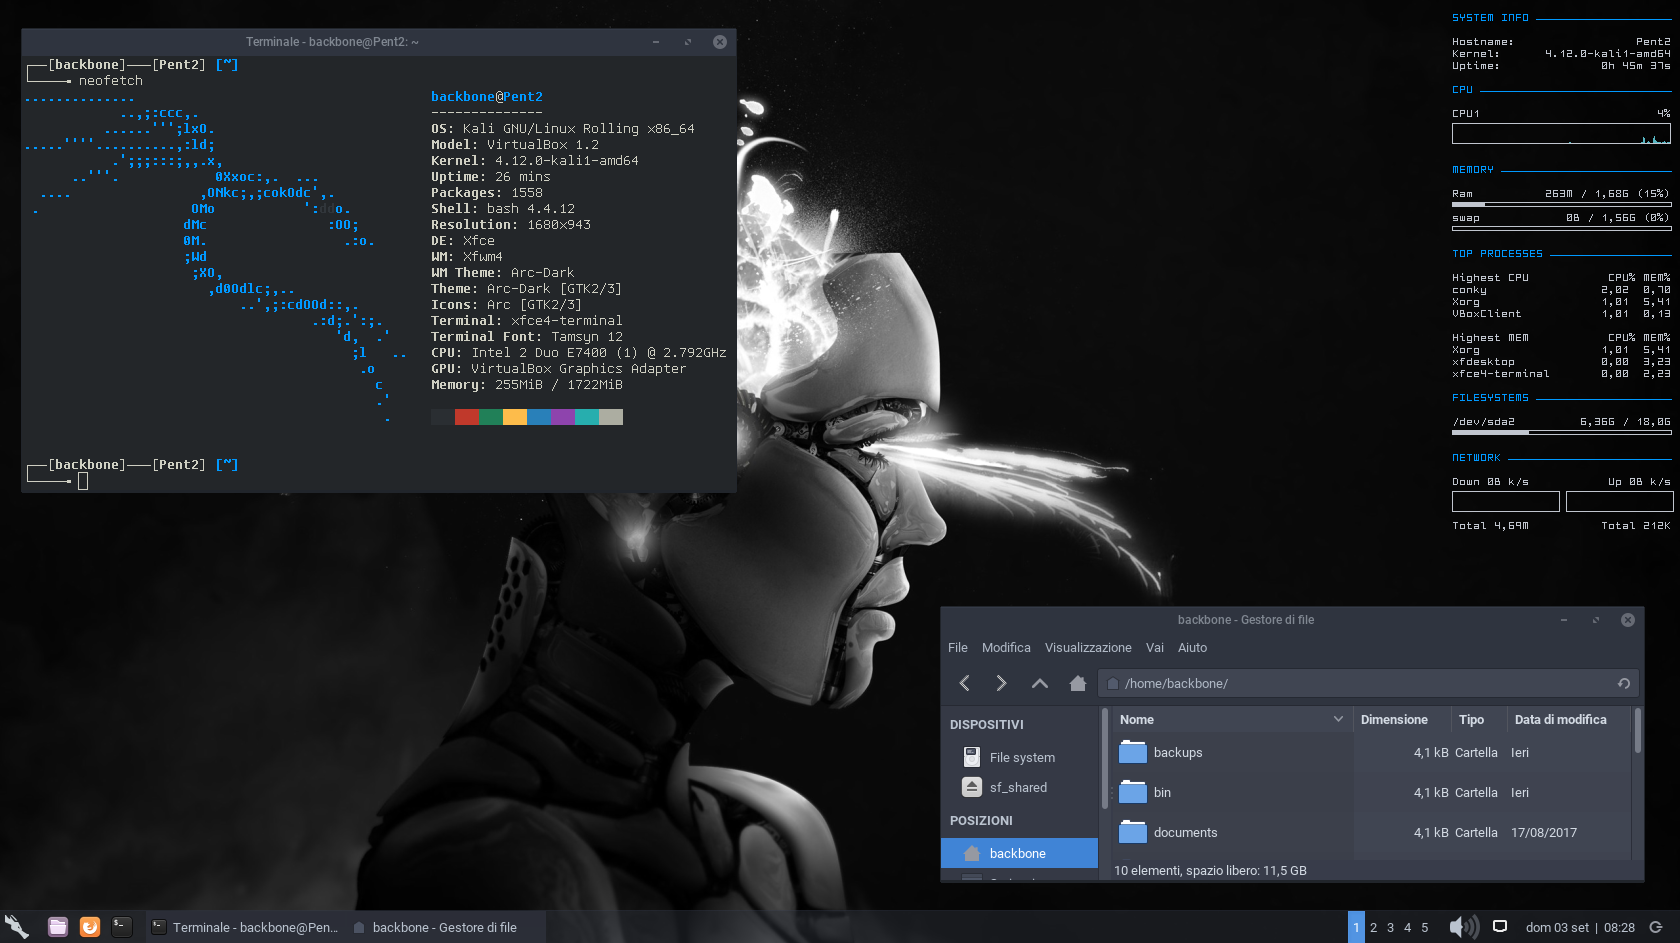 Terminale - backbone@Pent2: ~
[backbone]───[Pent2] [~]
neofetch
backbone@Pent2
--------------
OS: Kali GNU/Linux Rolling x86_64
Model: VirtualBox 1.2
Kernel: 4.12.0-kali1-amd64
Uptime: 26 mins
Packages: 1558
Shell: bash 4.4.12
Resolution: 1680x943
DE: Xfce
WM: Xfwm4
WM Theme: Arc-Dark
Theme: Arc-Dark [GTK2/3]
Icons: Arc [GTK2/3]
Terminal: xfce4-terminal
Terminal Font: Tamsyn 12
CPU: Intel 2 Duo E7400 (1) @ 2.792GHz
GPU: VirtualBox Graphics Adapter
Memory: 255MiB / 1722MiB
[backbone]───[Pent2] [~]
SYSTEM INFO
Hostname: Pent2
Kernel: 4.12.0-kali1-amd64
Uptime: 0h 45m 37s
CPU
CPU1 4%
MEMORY
Ram 263M / 1,68G (15%)
swap 0B / 1,56G (0%)
TOP PROCESSES
Highest CPU CPU% MEM%
conky 2,02 0,70
Xorg 1,01 5,41
VBoxClient 1,01 0,13
Highest MEM CPU% MEM%
Xorg 1,01 5,41
xfdesktop 0,00 3,23
xfce4-terminal 0,00 2,23
FILESYSTEMS
/dev/sda2 6,36G / 18,0G
NETWORK
Down 0B k/s Up 0B k/s
Total 4,69M Total 212K
backbone - Gestore di file
File Modifica Visualizzazione Vai Aiuto
/home/backbone/
DISPOSITIVI
File system
sf_shared
POSIZIONI
backbone
Nome Dimensione Tipo Data di modifica
backups 4,1 kB Cartella Ieri
bin 4,1 kB Cartella Ieri
documents 4,1 kB Cartella 17/08/2017
10 elementi, spazio libero: 11,5 GB
Terminale - backbone@Pen... backbone - Gestore di file
1 2 3 4 5 dom 03 set | 08:28